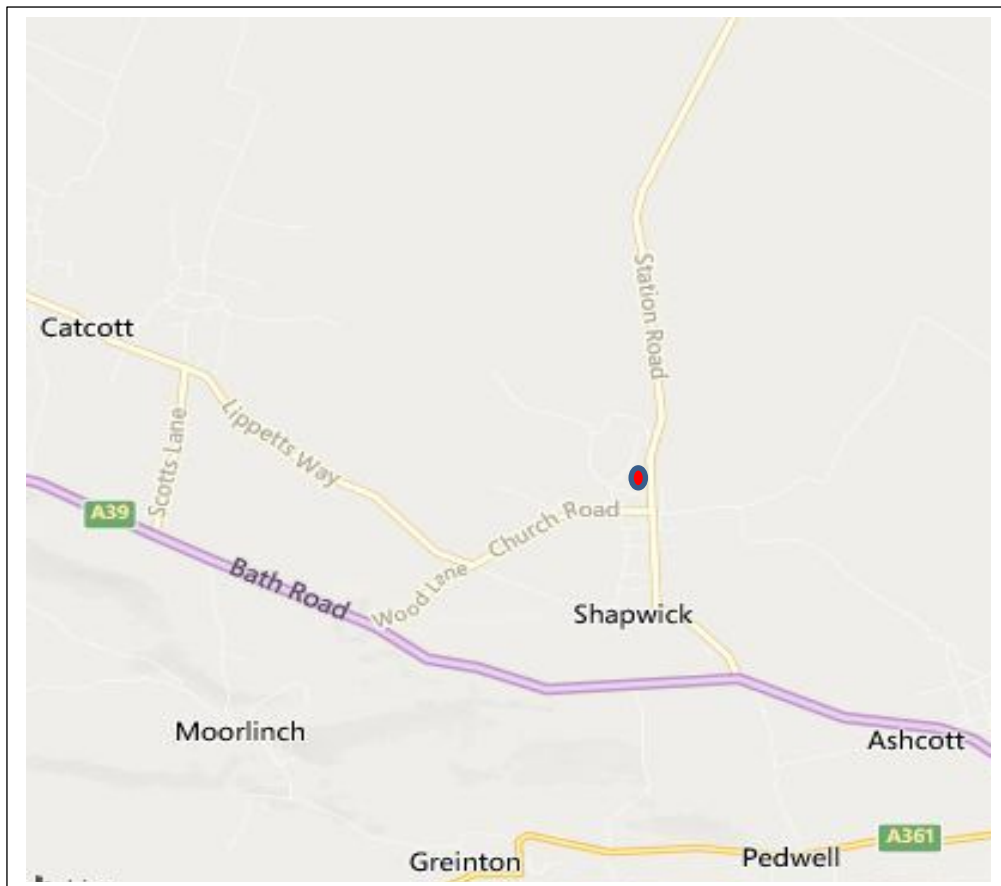 Station Road
Catcott
Lippetts Way
Scotts Lane
A39
Church Road
Bath Road
Wood Lane
Shapwick
Moorlinch
Ashcott
A361
Greinton
Pedwell